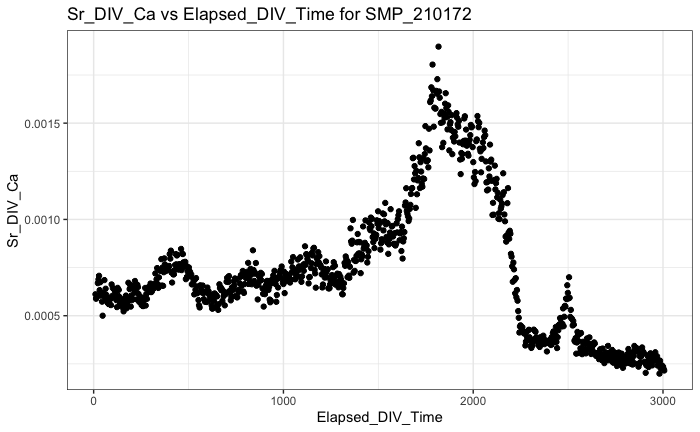 Sr_DIV_Ca vs Elapsed_DIV_Time for SMP_210172
Sr_DIV_Ca
0.0015
0.0010
0.0005
0
1000
2000
3000
Elapsed_DIV_Time